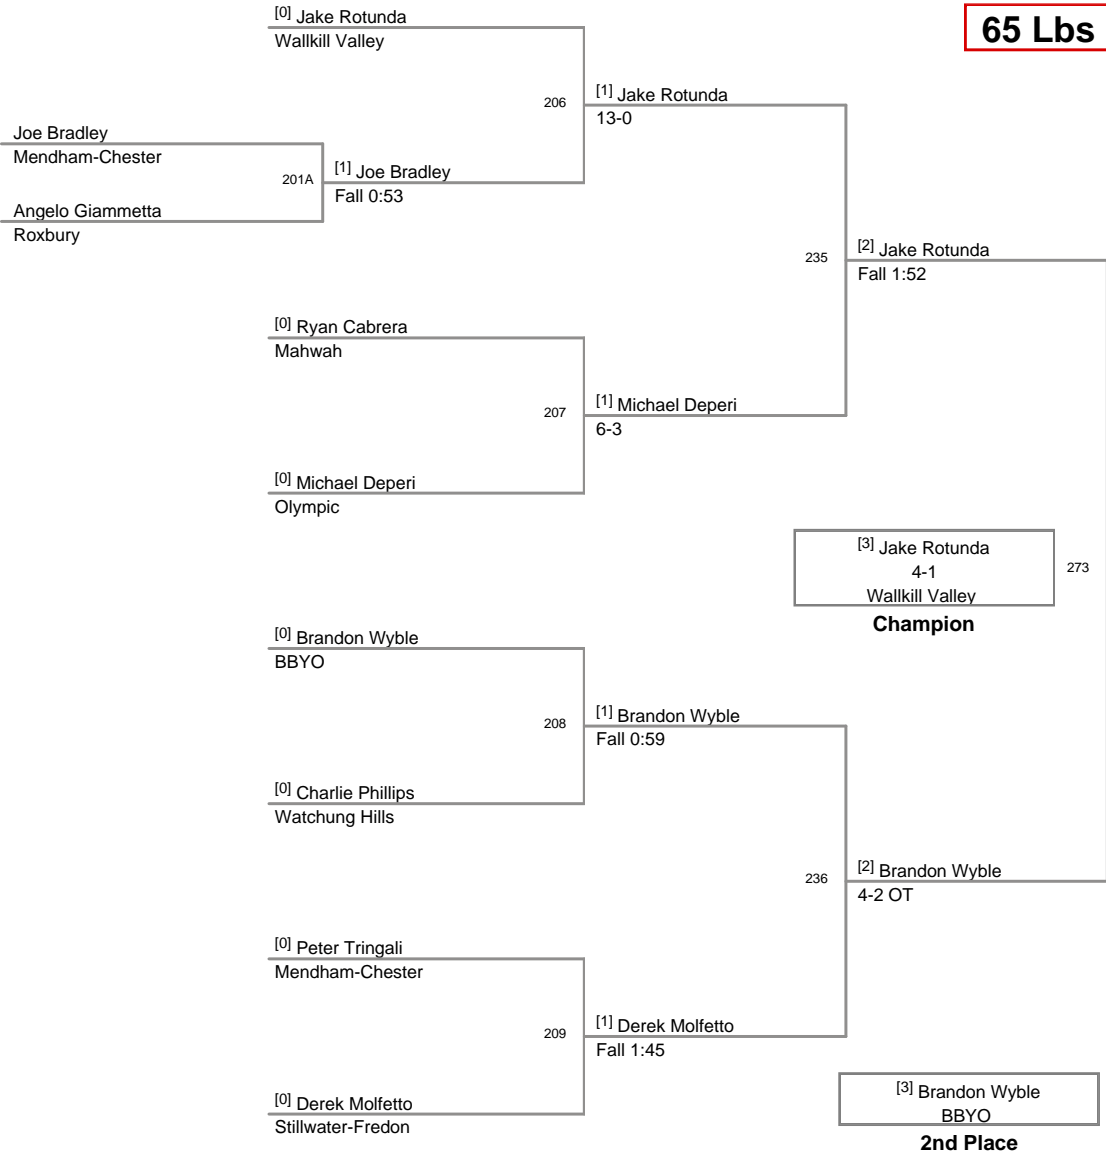 [0] Jake Rotunda
Wallkill Valley
65 Lbs
206
[1] Jake Rotunda
13-0
Joe Bradley
Mendham-Chester
201A
[1] Joe Bradley
Fall 0:53
Angelo Giammetta
Roxbury
235
[2] Jake Rotunda
Fall 1:52
[0] Ryan Cabrera
Mahwah
207
[1] Michael Deperi
6-3
[0] Michael Deperi
Olympic
[3] Jake Rotunda
4-1
Wallkill Valley
273
Champion
[0] Brandon Wyble
BBYO
208
[1] Brandon Wyble
Fall 0:59
[0] Charlie Phillips
Watchung Hills
236
[2] Brandon Wyble
4-2 OT
[0] Peter Tringali
Mendham-Chester
209
[1] Derek Molfetto
Fall 1:45
[0] Derek Molfetto
Stillwater-Fredon
[3] Brandon Wyble
BBYO
2nd Place